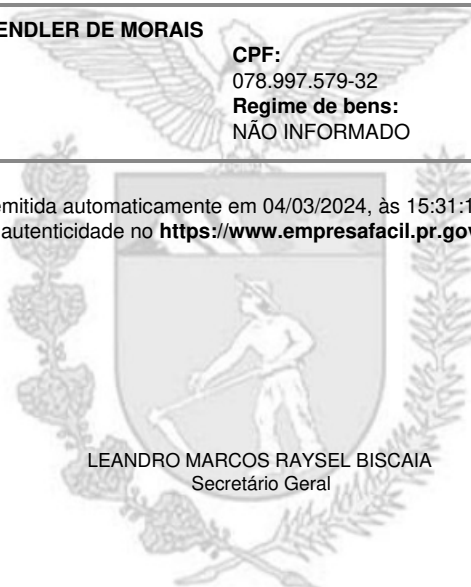 ENDLER DE MORAIS
CPF:
078.997.579-32
Regime de bens:
NÃO INFORMADO
emitida automaticamente em 04/03/2024, às 15:31:1
autenticidade no https://www.empresafacil.pr.gov
LEANDRO MARCOS RAYSEL BISCAIA
Secretário Geral